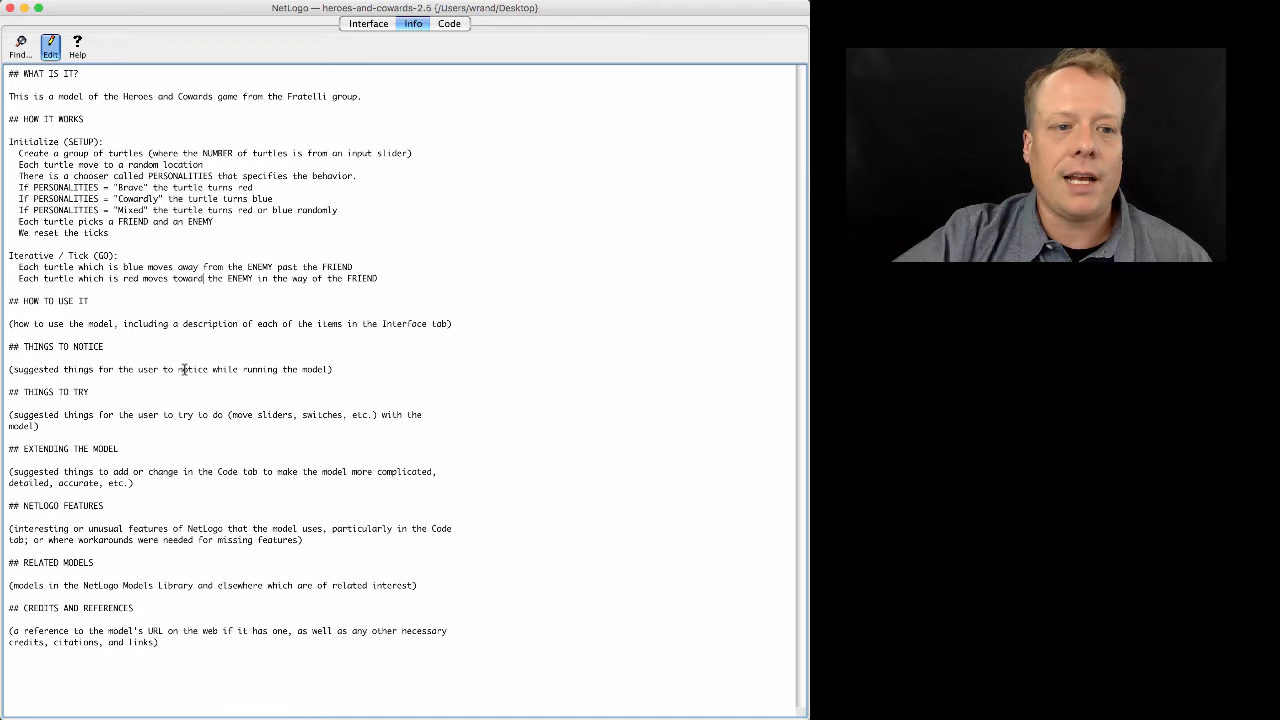 NetLogo — heroes-and-cowards-2.5 {/Users/wrand/Desktop}
Interface Info Code
Find... Edit Help
## WHAT IS IT?
This is a model of the Heroes and Cowards game from the Fratelli group.
## HOW IT WORKS
Initialize (SETUP):
Create a group of turtles (where the NUMBER of turtles is from an input slider)
Each turtle move to a random location
There is a chooser called PERSONALITIES that specifies the behavior.
If PERSONALITIES = "Brave" the turtle turns red
If PERSONALITIES = "Cowardly" the turtle turns blue
If PERSONALITIES = "Mixed" the turtle turns red or blue randomly
Each turtle picks a FRIEND and an ENEMY
We reset the ticks
Iterative / Tick (GO):
Each turtle which is blue moves away from the ENEMY past the FRIEND
Each turtle which is red moves toward the ENEMY in the way of the FRIEND
## HOW TO USE IT
(how to use the model, including a description of each of the items in the Interface tab)
## THINGS TO NOTICE
(suggested things for the user to notice while running the model)
## THINGS TO TRY
(suggested things for the user to try to do (move sliders, switches, etc.) with the
model)
## EXTENDING THE MODEL
(suggested things to add or change in the Code tab to make the model more complicated,
detailed, accurate, etc.)
## NETLOGO FEATURES
(interesting or unusual features of NetLogo that the model uses, particularly in the Code
tab; or where workarounds were needed for missing features)
## RELATED MODELS
(models in the NetLogo Models Library and elsewhere which are of related interest)
## CREDITS AND REFERENCES
(a reference to the model's URL on the web if it has one, as well as any other necessary
credits, citations, and links)